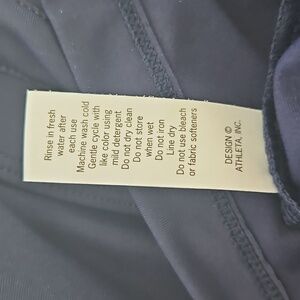 Rinse in fresh
water after
each use
Machine wash cold
Gentle cycle with
like color using
mild detergent
Do not dry clean
Do not store
when wet
Do not iron
Line dry
Do not use bleach
or fabric softeners
DESIGN ©
ATHLETA, INC.